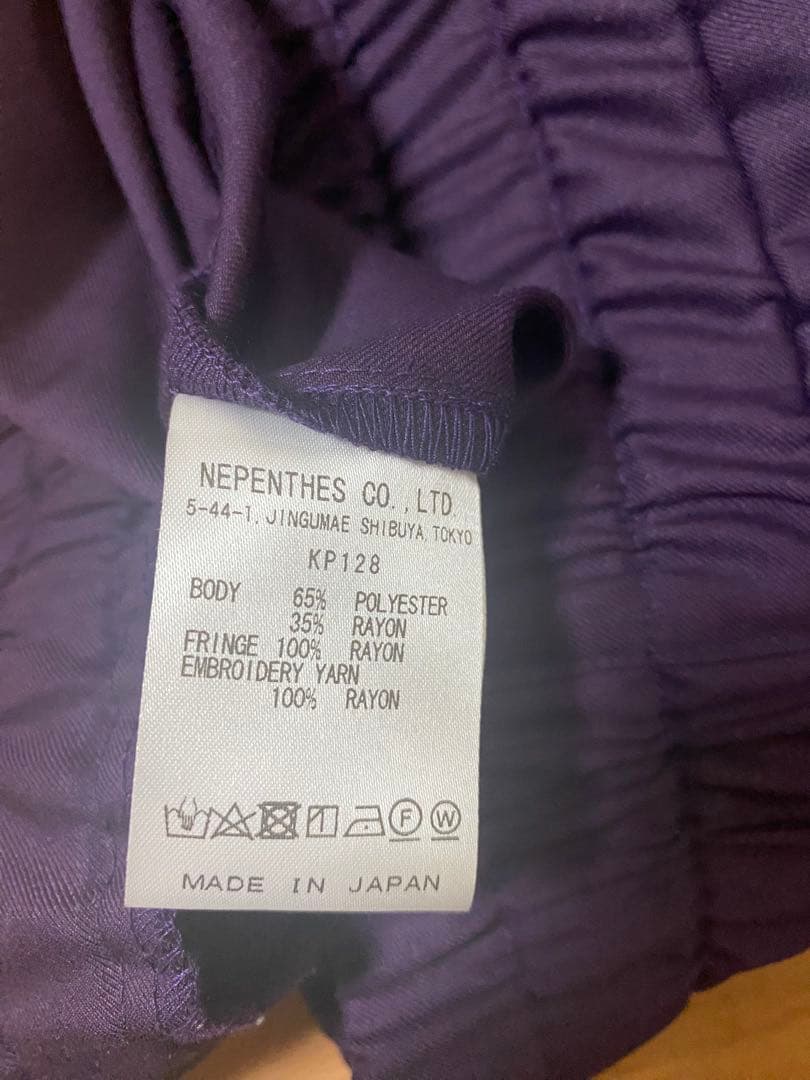 NEPENTHES CO., LTD
5-44-1, JINGUMAE SHIBUYA, TOKYO
KP128
BODY 65% POLYESTER
35% RAYON
FRINGE 100% RAYON
EMBROIDERY YARN
100% RAYON
F W
MADE IN JAPAN